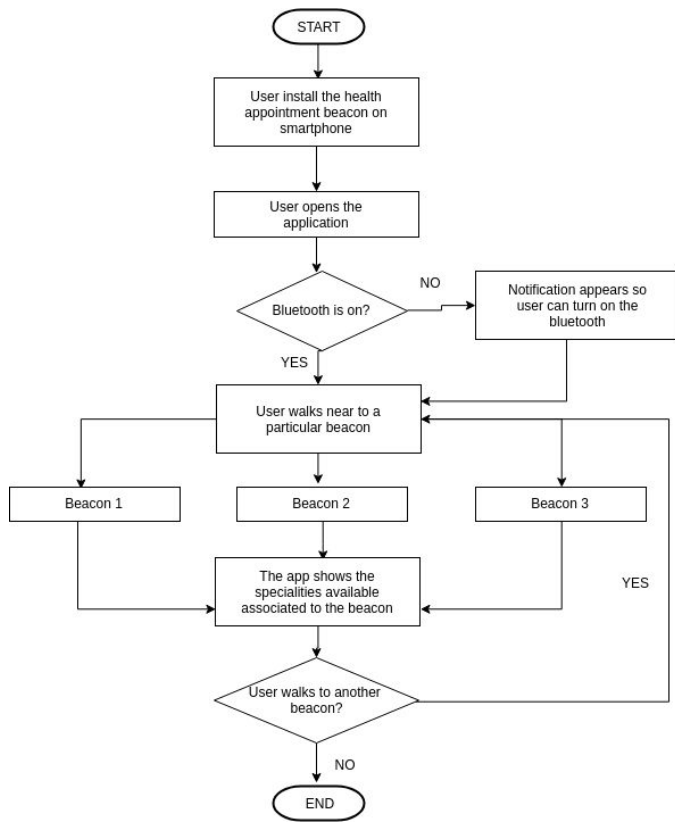 START
User install the health
appointment beacon on
smartphone
User opens the
application
Bluetooth is on?
NO
Notification appears so
user can turn on the
bluetooth
YES
User walks near to a
particular beacon
Beacon 1
Beacon 2
Beacon 3
The app shows the
specialities available
associated to the beacon
YES
User walks to another
beacon?
NO
END